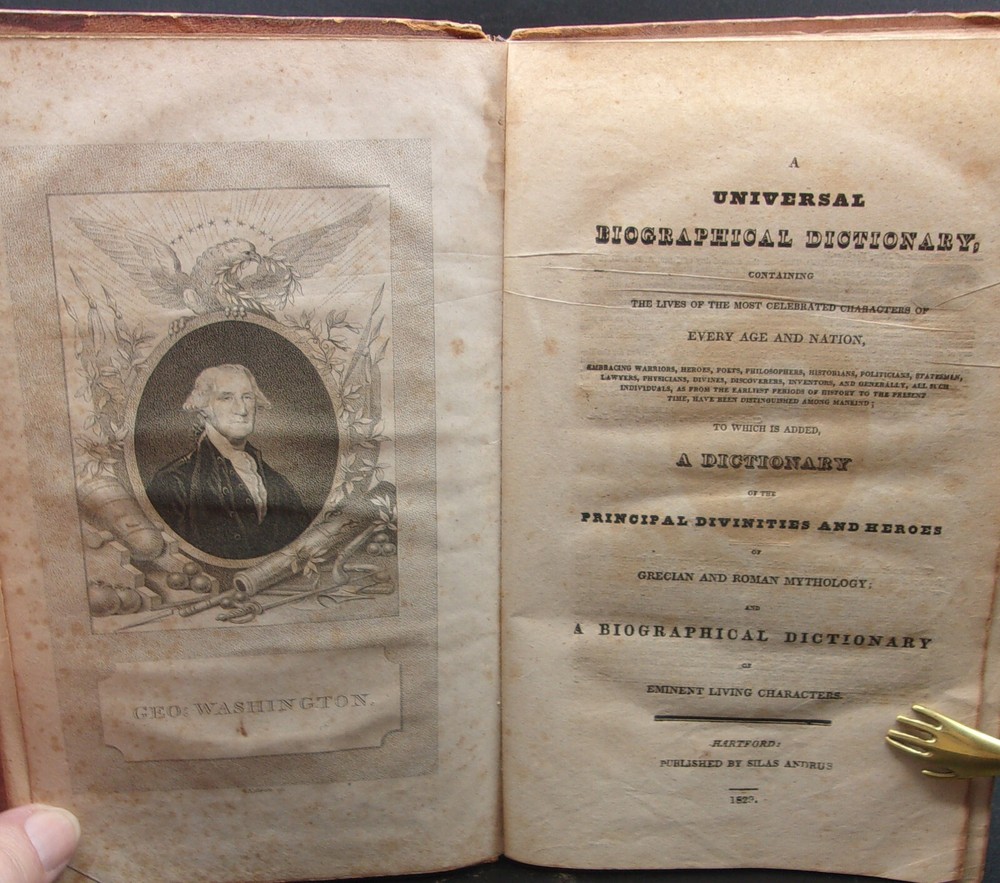 GEO: WASHINGTON.
A
UNIVERSAL
BIOGRAPHICAL DICTIONARY,
CONTAINING
THE LIVES OF THE MOST CELEBRATED CHARACTERS OF
EVERY AGE AND NATION,
EMBRACING WARRIORS, HEROES, POETS, PHILOSOPHERS, HISTORIANS, POLITICIANS, STATESMEN,
LAWYERS, PHYSICIANS, DIVINES, DISCOVERERS, INVENTORS, AND GENERALLY, ALL SUCH
INDIVIDUALS, AS FROM THE EARLIEST PERIODS OF HISTORY TO THE PRESENT
TIME, HAVE BEEN DISTINGUISHED AMONG MANKIND;
TO WHICH IS ADDED,
A DICTIONARY
OF THE
PRINCIPAL DIVINITIES AND HEROES
OF
GRECIAN AND ROMAN MYTHOLOGY;
AND
A BIOGRAPHICAL DICTIONARY
OF
EMINENT LIVING CHARACTERS.
HARTFORD:
PUBLISHED BY SILAS ANDRUS
1829.